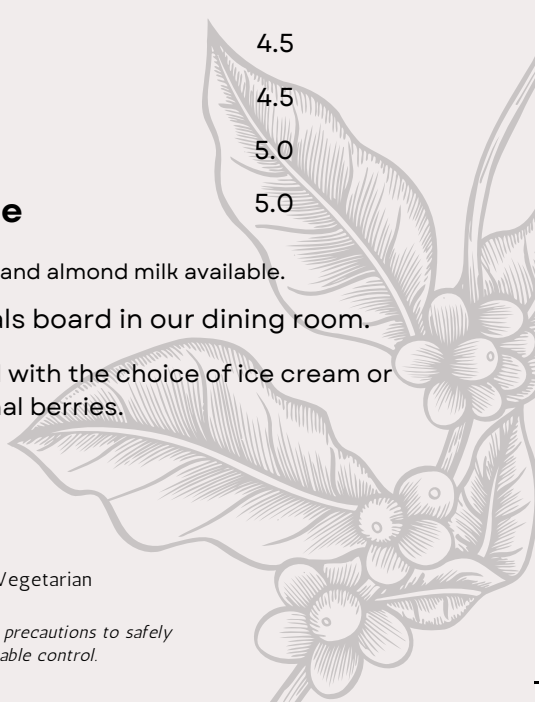 4.5
4.5
5.0
5.0
e
and almond milk available.
als board in our dining room.
with the choice of ice cream or
nal berries.
Vegetarian
precautions to safely
able control.